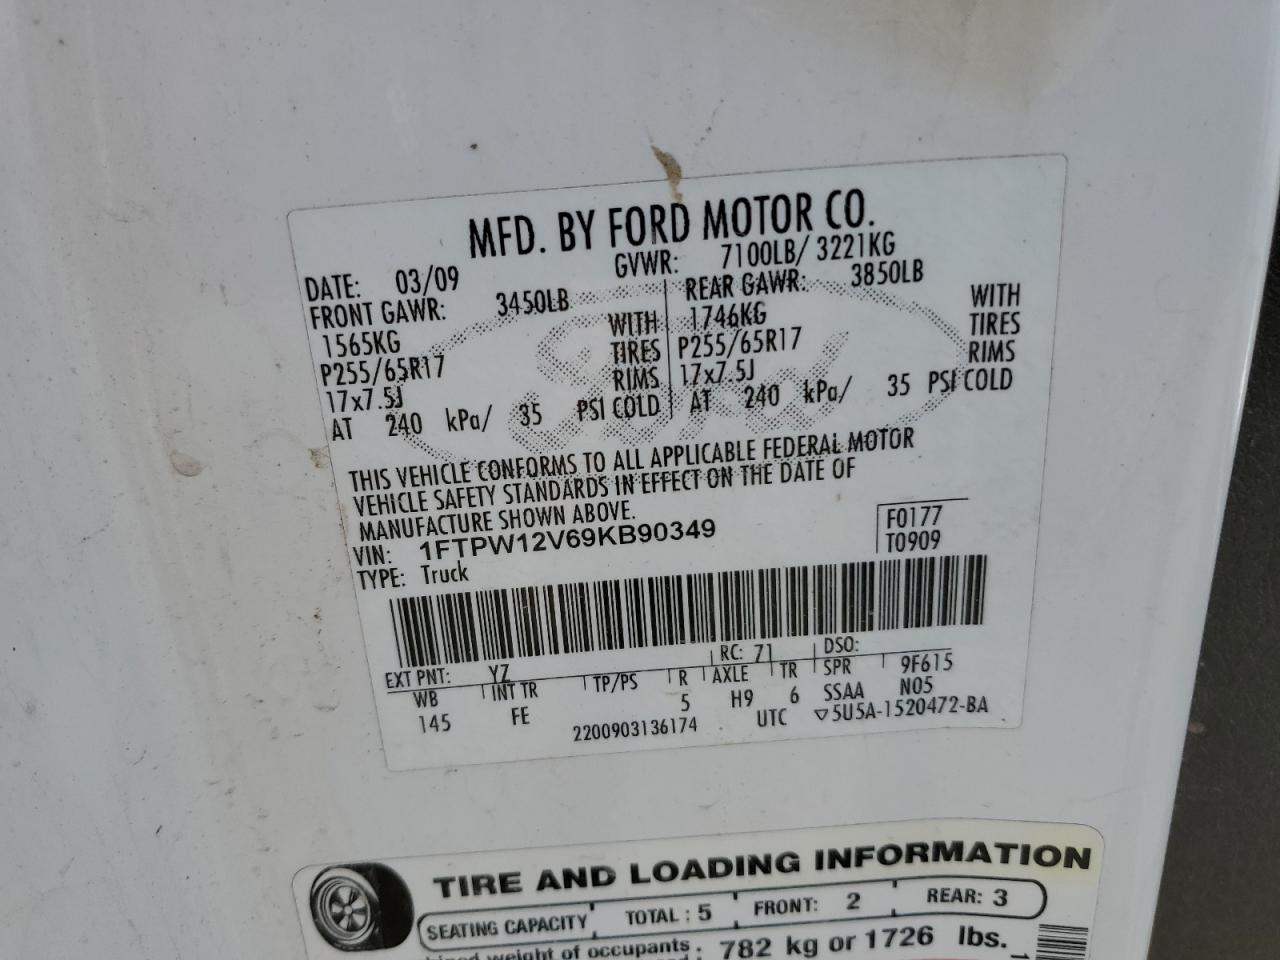 MFD. BY FORD MOTOR CO.
DATE: 03/09 GVWR: 7100LB/ 3221KG
FRONT GAWR: 3450LB REAR GAWR: 3850LB
1565KG WITH 1746KG WITH
P255/65R17 TIRES P255/65R17 TIRES
17x7.5J RIMS 17x7.5J RIMS
AT 240 kPa/ 35 PSI COLD AT 240 kPa/ 35 PSI COLD
THIS VEHICLE CONFORMS TO ALL APPLICABLE FEDERAL MOTOR
VEHICLE SAFETY STANDARDS IN EFFECT ON THE DATE OF
MANUFACTURE SHOWN ABOVE.
VIN: 1FTPW12V69KB90349 F0177
TYPE: Truck T0909
EXT PNT: YZ RC: 71 DSO:
WB INT TR TP/PS R AXLE TR SPR 9F615
145 FE 5 H9 6 SSAA N05
2200903136174 UTC ▽5U5A-1520472-BA
TIRE AND LOADING INFORMATION
SEATING CAPACITY TOTAL : 5 FRONT: 2 REAR: 3
weight of occupants 782 kg or 1726 lbs.